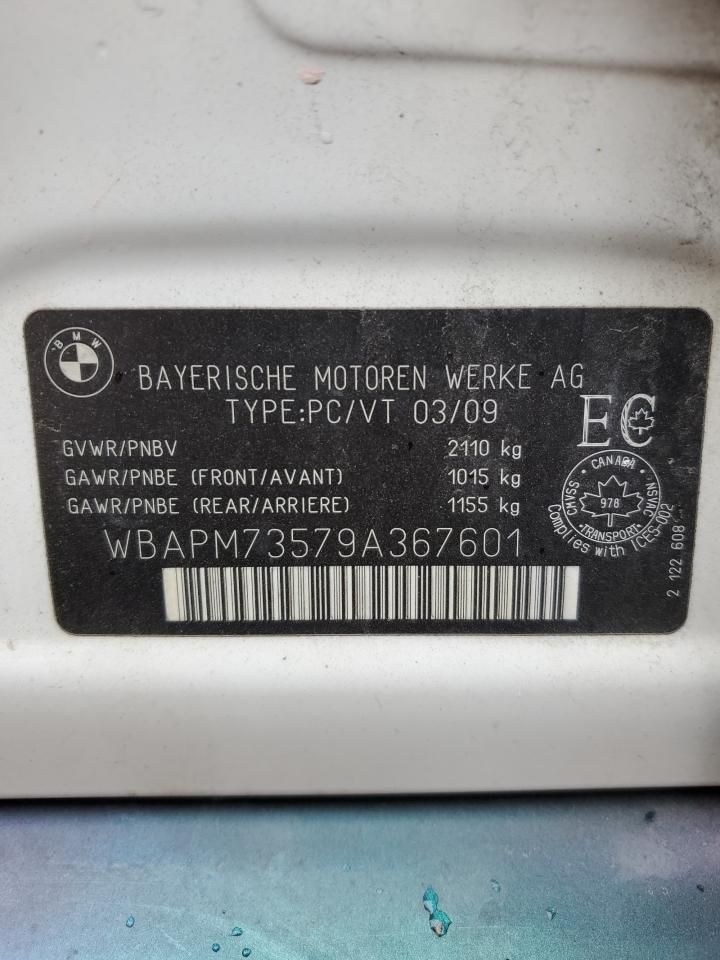 BMW
BAYERISCHE MOTOREN WERKE AG
TYPE:PC/VT 03/09
EC
GVWR/PNBV 2110 kg
GAWR/PNBE (FRONT/AVANT) 1015 kg
GAWR/PNBE (REAR/ARRIERE) 1155 kg
CANADA
CMVSS 978 NSVAC
TRANSPORT
Complies with ICES-002
WBAPM73579A367601
2 122 608